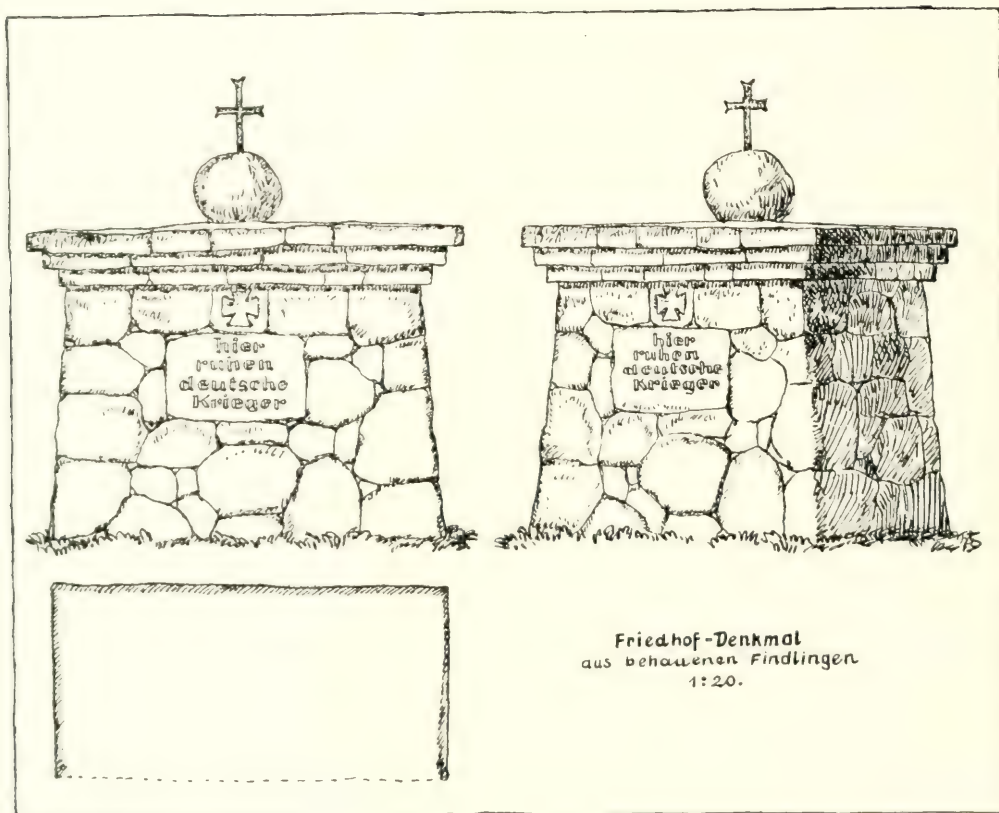 hier
ruhen
deutsche
Krieger
hier
ruhen
deutsche
Krieger
Friedhof-Denkmal
aus behauenen Findlingen
1:20.